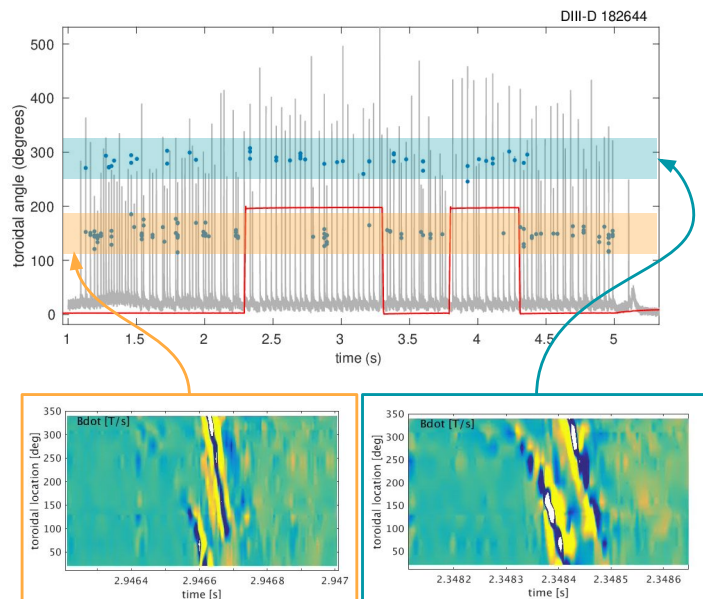 DIII-D 182644
toroidal angle (degrees)
500
400
300
200
100
0
1 1.5 2 2.5 3 3.5 4 4.5 5
time (s)
toroidal location [deg]
350
300
250
200
150
100
50
Bdot [T/s]
2.9464 2.9466 2.9468 2.947
time [s]
toroidal location [deg]
350
300
250
200
150
100
50
Bdot [T/s]
2.3482 2.3483 2.3484 2.3485 2.3486
time [s]